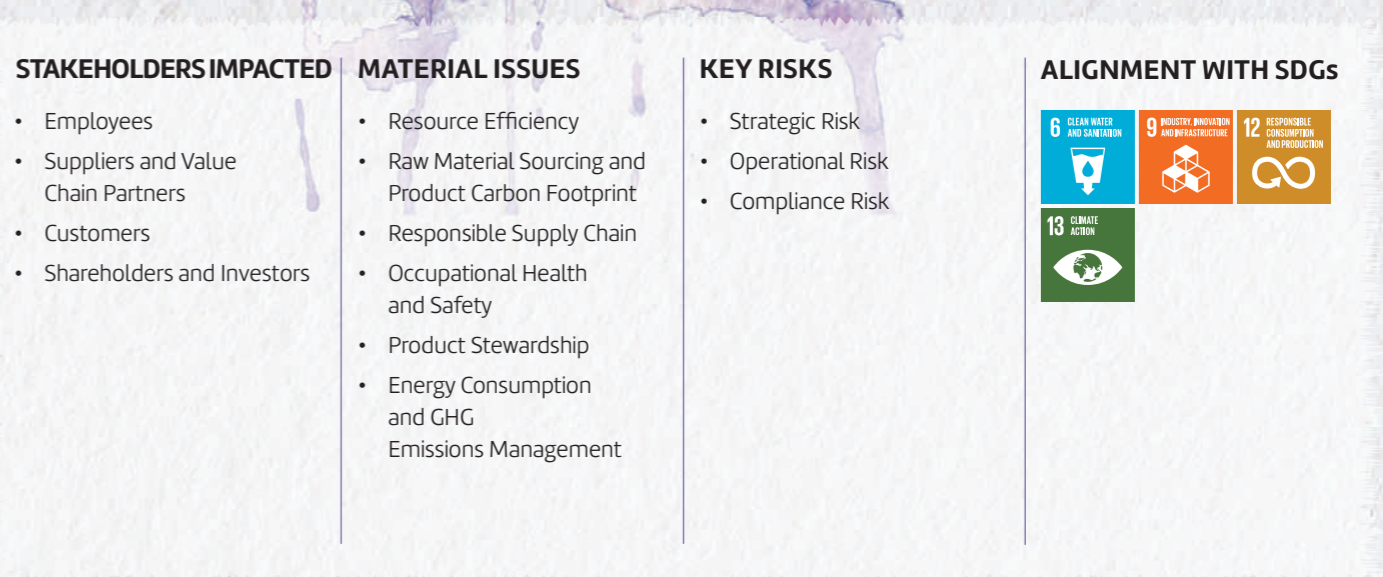 STAKEHOLDERS IMPACTED
• Employees
• Suppliers and Value
Chain Partners
• Customers
• Shareholders and Investors
MATERIAL ISSUES
• Resource Efficiency
• Raw Material Sourcing and
Product Carbon Footprint
• Responsible Supply Chain
• Occupational Health
and Safety
• Product Stewardship
• Energy Consumption
and GHG
Emissions Management
KEY RISKS
• Strategic Risk
• Operational Risk
• Compliance Risk
ALIGNMENT WITH SDGs
6 CLEAN WATER
AND SANITATION
9 INDUSTRY, INNOVATION
AND INFRASTRUCTURE
12 RESPONSIBLE
CONSUMPTION
AND PRODUCTION
13 CLIMATE
ACTION